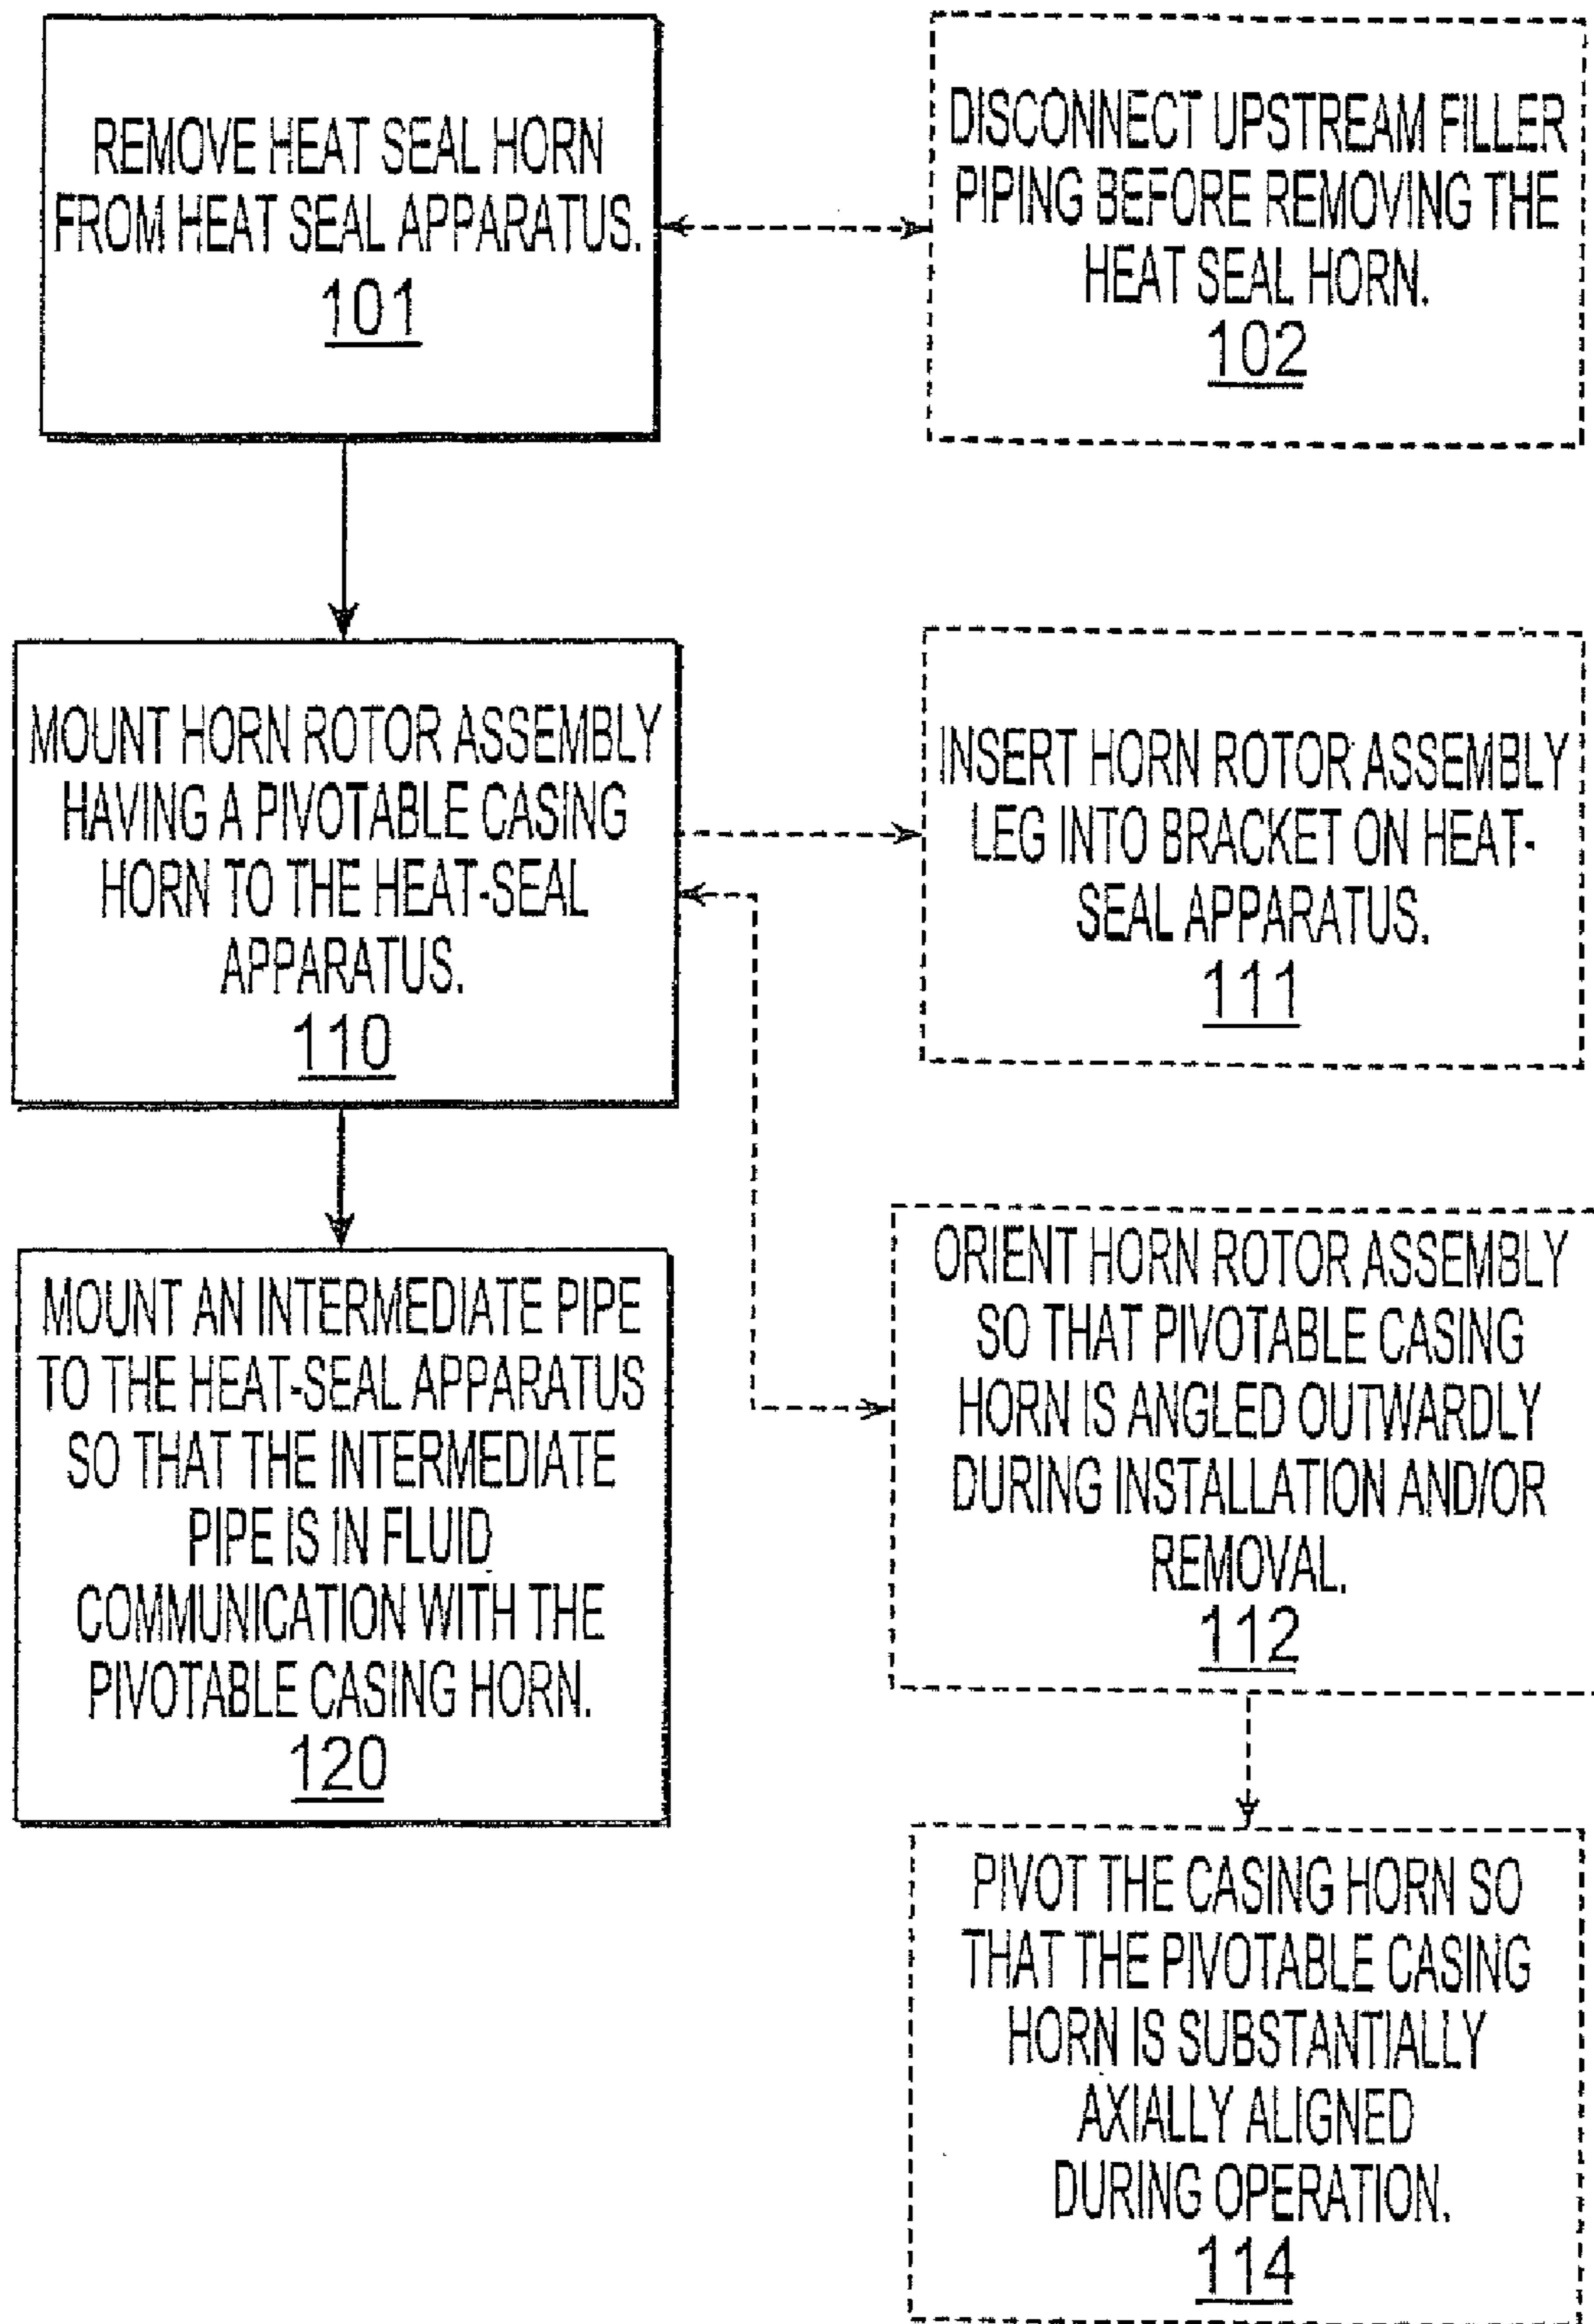 REMOVE HEAT SEAL HORN
FROM HEAT SEAL APPARATUS.
101
DISCONNECT UPSTREAM FILLER
PIPING BEFORE REMOVING THE
HEAT SEAL HORN.
102
MOUNT HORN ROTOR ASSEMBLY
HAVING A PIVOTABLE CASING
HORN TO THE HEAT-SEAL
APPARATUS.
110
INSERT HORN ROTOR ASSEMBLY
LEG INTO BRACKET ON HEAT-
SEAL APPARATUS.
111
MOUNT AN INTERMEDIATE PIPE
TO THE HEAT-SEAL APPARATUS
SO THAT THE INTERMEDIATE
PIPE IS IN FLUID
COMMUNICATION WITH THE
PIVOTABLE CASING HORN.
120
ORIENT HORN ROTOR ASSEMBLY
SO THAT PIVOTABLE CASING
HORN IS ANGLED OUTWARDLY
DURING INSTALLATION AND/OR
REMOVAL.
112
PIVOT THE CASING HORN SO
THAT THE PIVOTABLE CASING
HORN IS SUBSTANTIALLY
AXIALLY ALIGNED
DURING OPERATION.
114